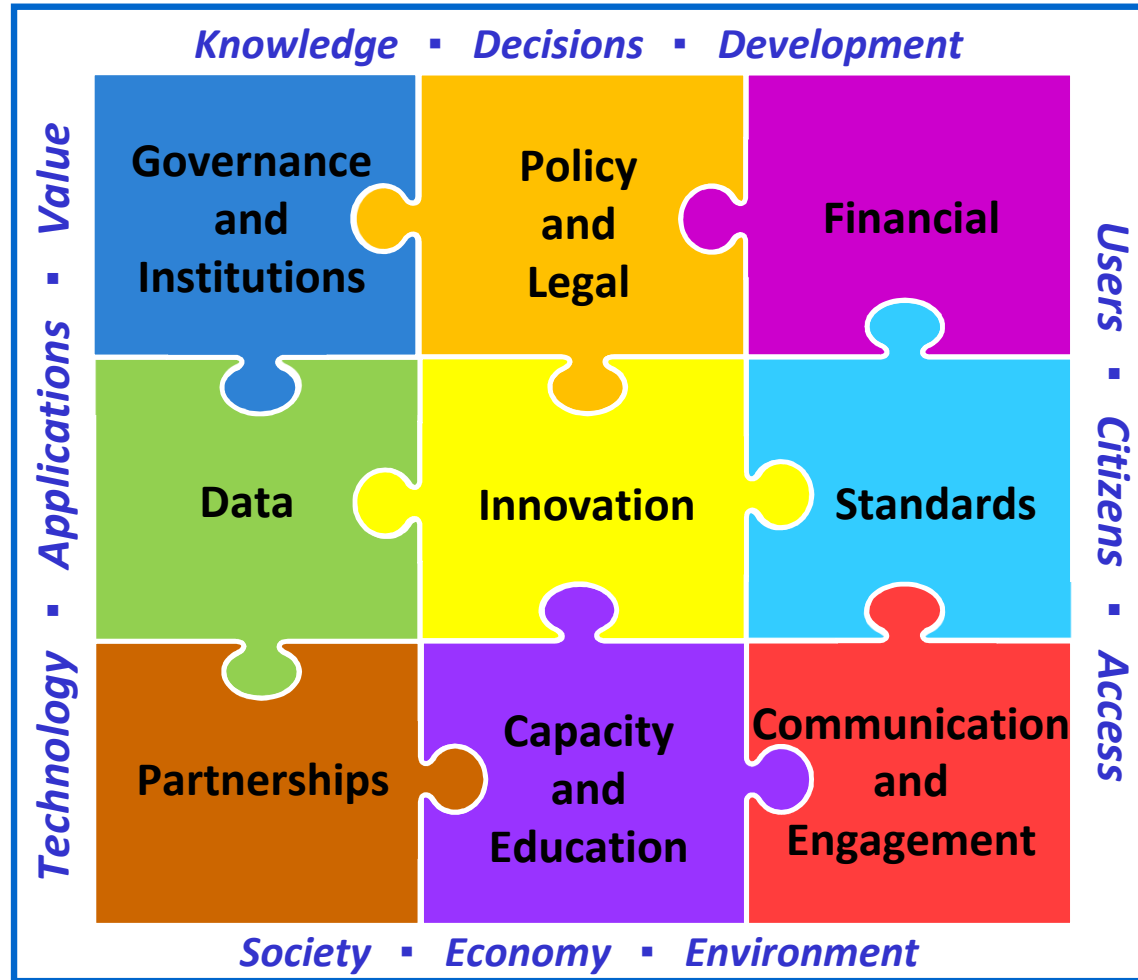 Knowledge ▪ Decisions ▪ Development
Technology ▪ Applications ▪ Value
Governance
and
Institutions
Policy
and
Legal
Financial
Users ▪ Citizens ▪ Access
Data
Innovation
Standards
Partnerships
Capacity
and
Education
Communication
and
Engagement
Society ▪ Economy ▪ Environment